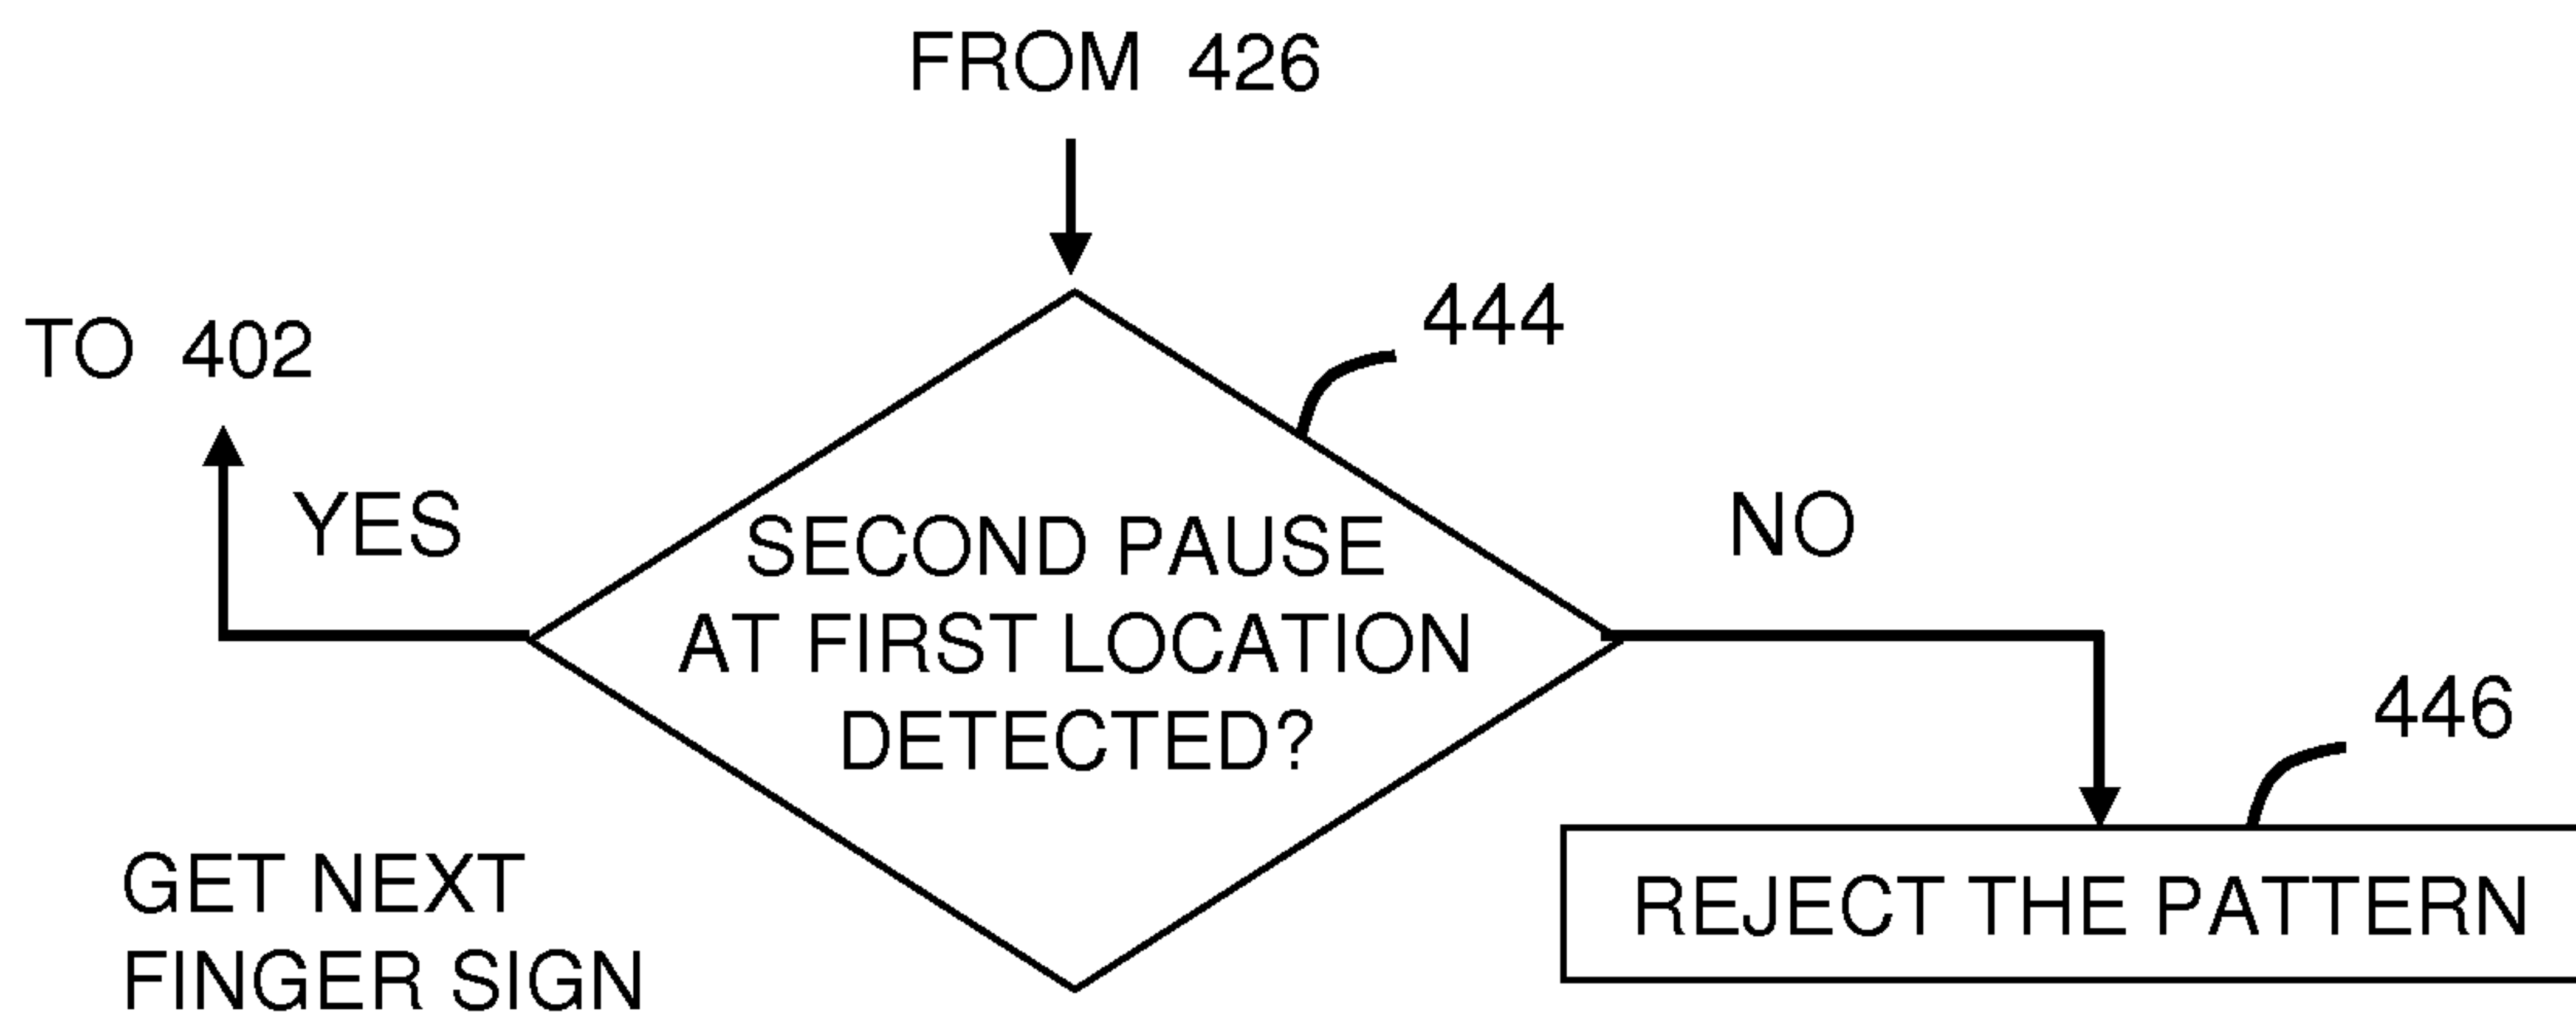 FROM 426
444
TO 402
YES
NO
SECOND PAUSE
AT FIRST LOCATION
DETECTED?
446
GET NEXT
FINGER SIGN
REJECT THE PATTERN